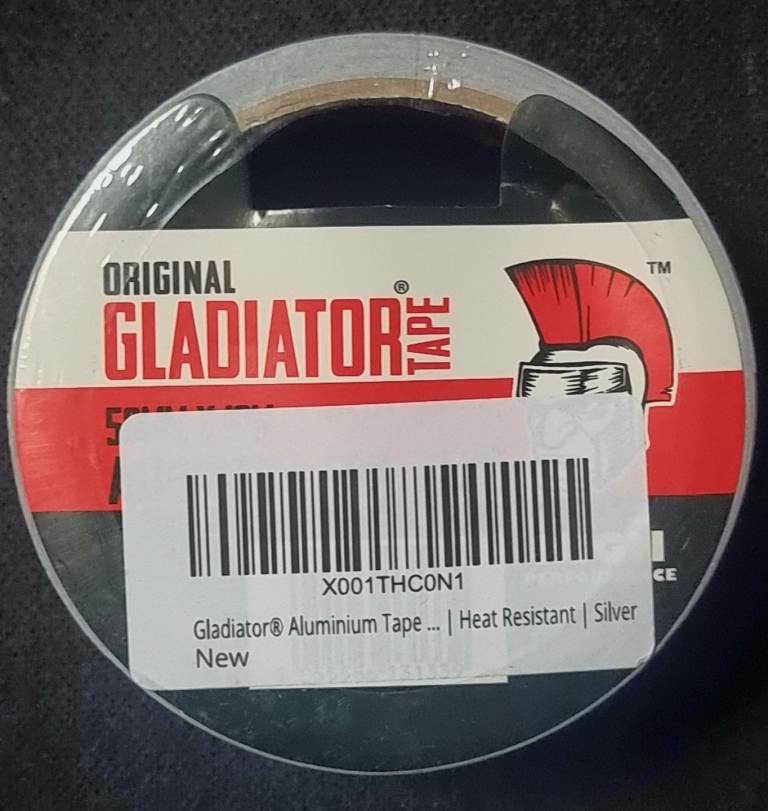 ORIGINAL
GLADIATOR®
TAPE
TM
X001THC0N1
Gladiator® Aluminium Tape ... | Heat Resistant | Silver
New